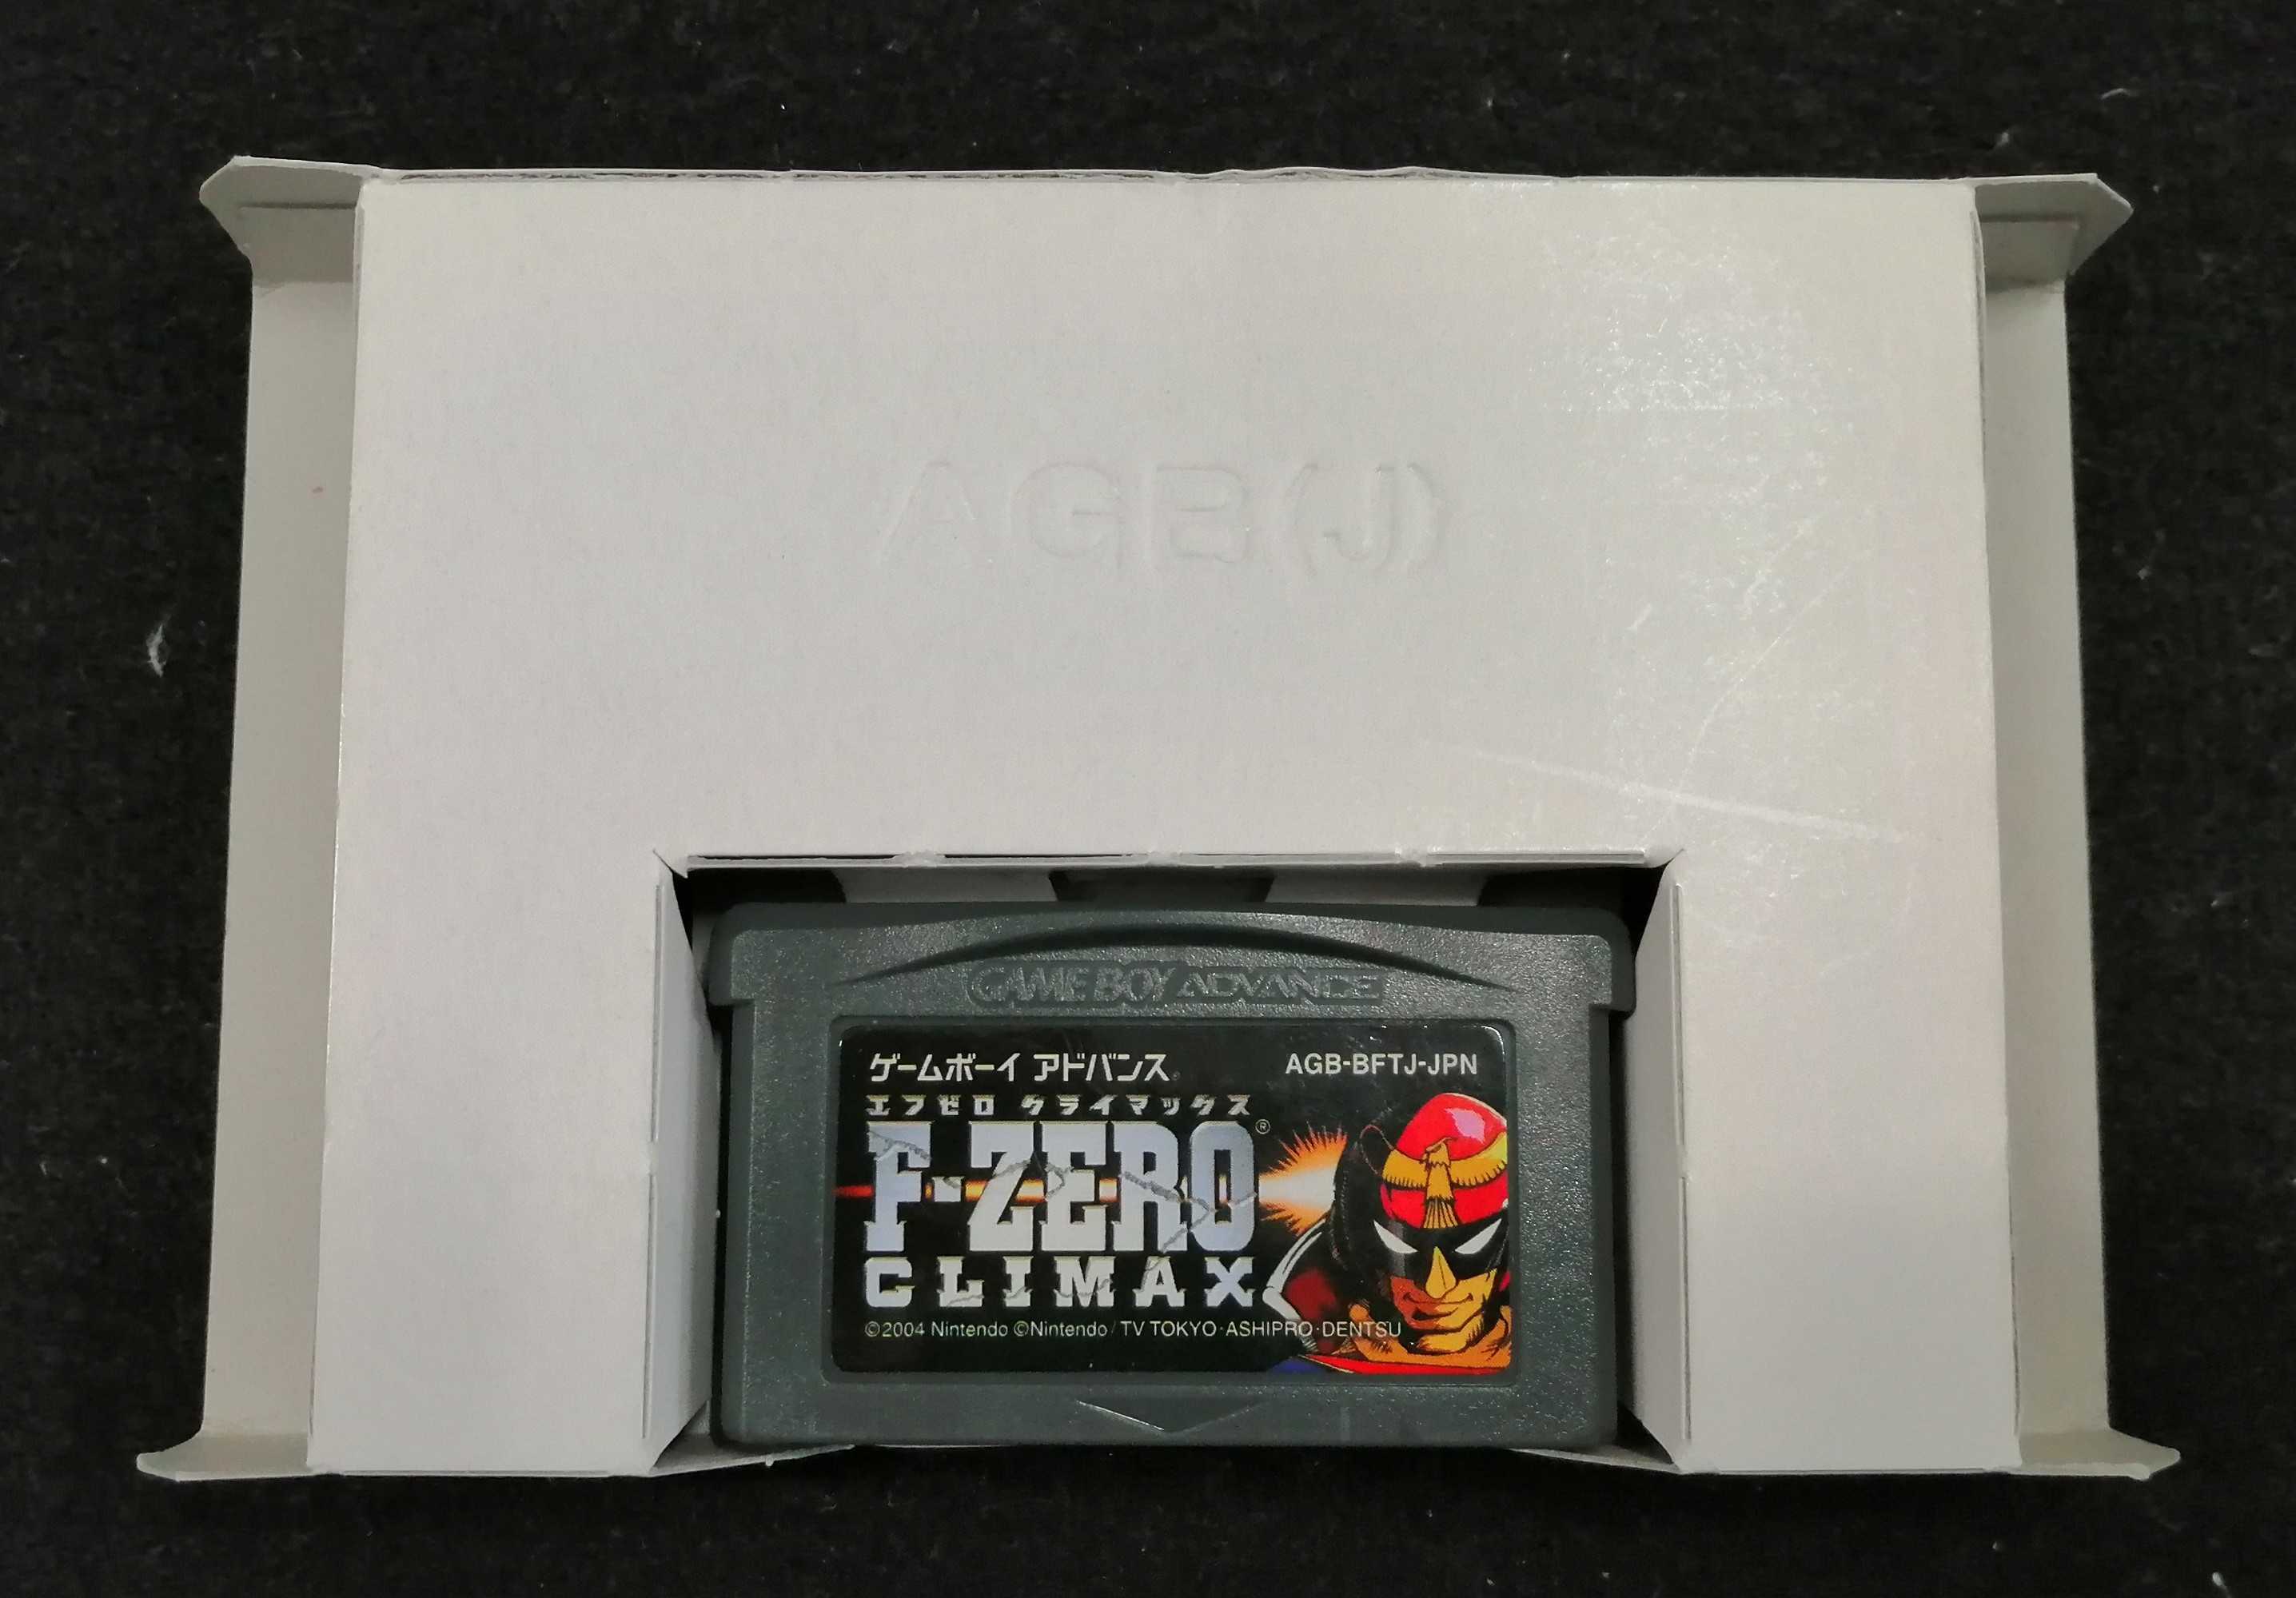 AGB(J)
GAME BOY ADVANCE
ゲームボーイ アドバンス
AGB-BFTJ-JPN
エフゼロ クライマックス
F-ZERO®
CLIMAX
©2004 Nintendo ©Nintendo / TV TOKYO·ASHIPRO·DENTSU